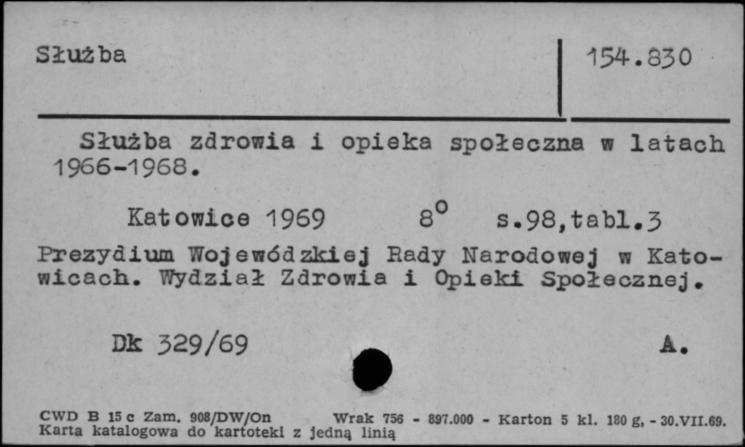 Służba 154.830
Służba zdrowia i opieka społeczna w latach
1966-1968.
Katowice 1969 8° s.98,tabl.3
Prezydium Wojewódzkiej Rady Narodowej w Kato-
wicach. Wydział Zdrowia i Opieki Społecznej.
Dk 329/69 A.
CWD B 15 c Zam. 908/DW/On Wrak 756 - 897.000 - Karton 5 kl. 180 g, - 30.VII.69.
Karta katalogowa do kartoteki z jedną linią